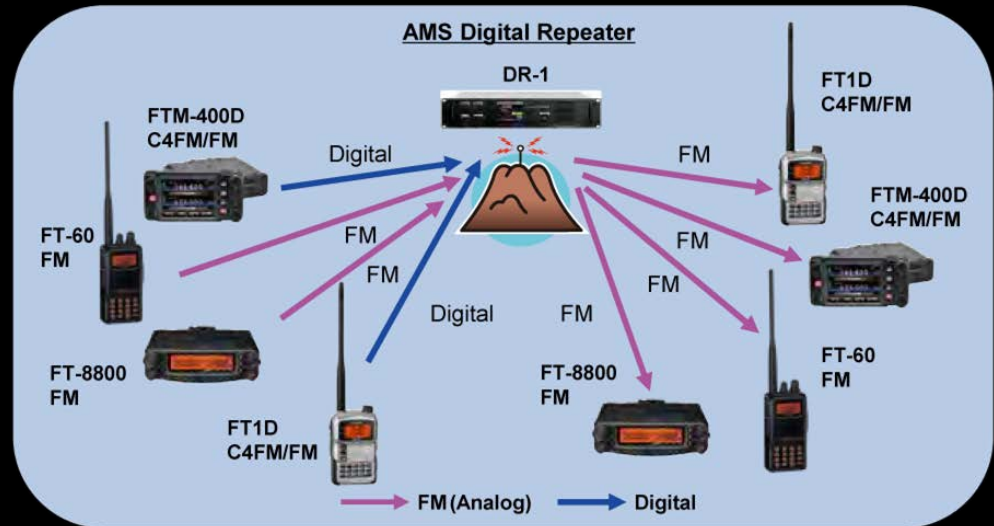 AMS Digital Repeater
DR-1
FTM-400D
C4FM/FM
Digital
FT-60
FM
FM
FM
FT-8800
FM
Digital
FT1D
C4FM/FM
FM
FT1D
C4FM/FM
FM
FTM-400D
C4FM/FM
FM
FM
FT-8800
FM
FT-60
FM
FM (Analog)
Digital